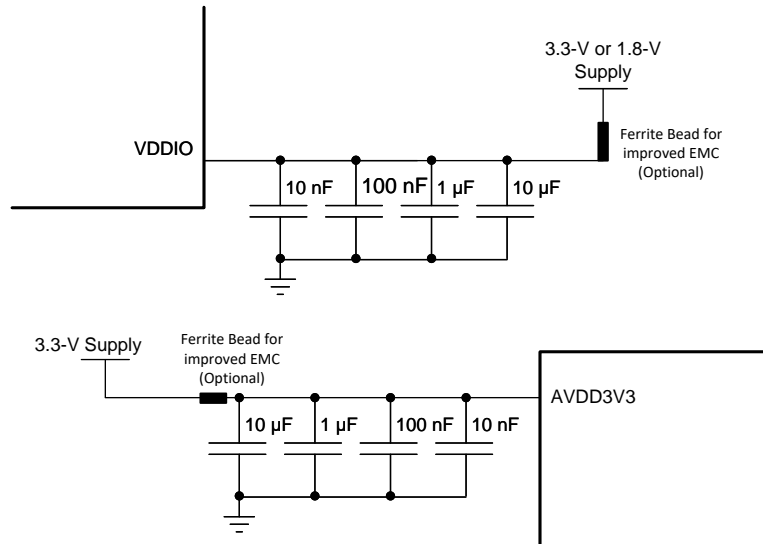 3.3-V or 1.8-V
Supply
Ferrite Bead for
improved EMC
(Optional)
VDDIO
10 nF
100 nF
1 µF
10 µF
3.3-V Supply
Ferrite Bead for
improved EMC
(Optional)
AVDD3V3
10 µF
1 µF
100 nF
10 nF